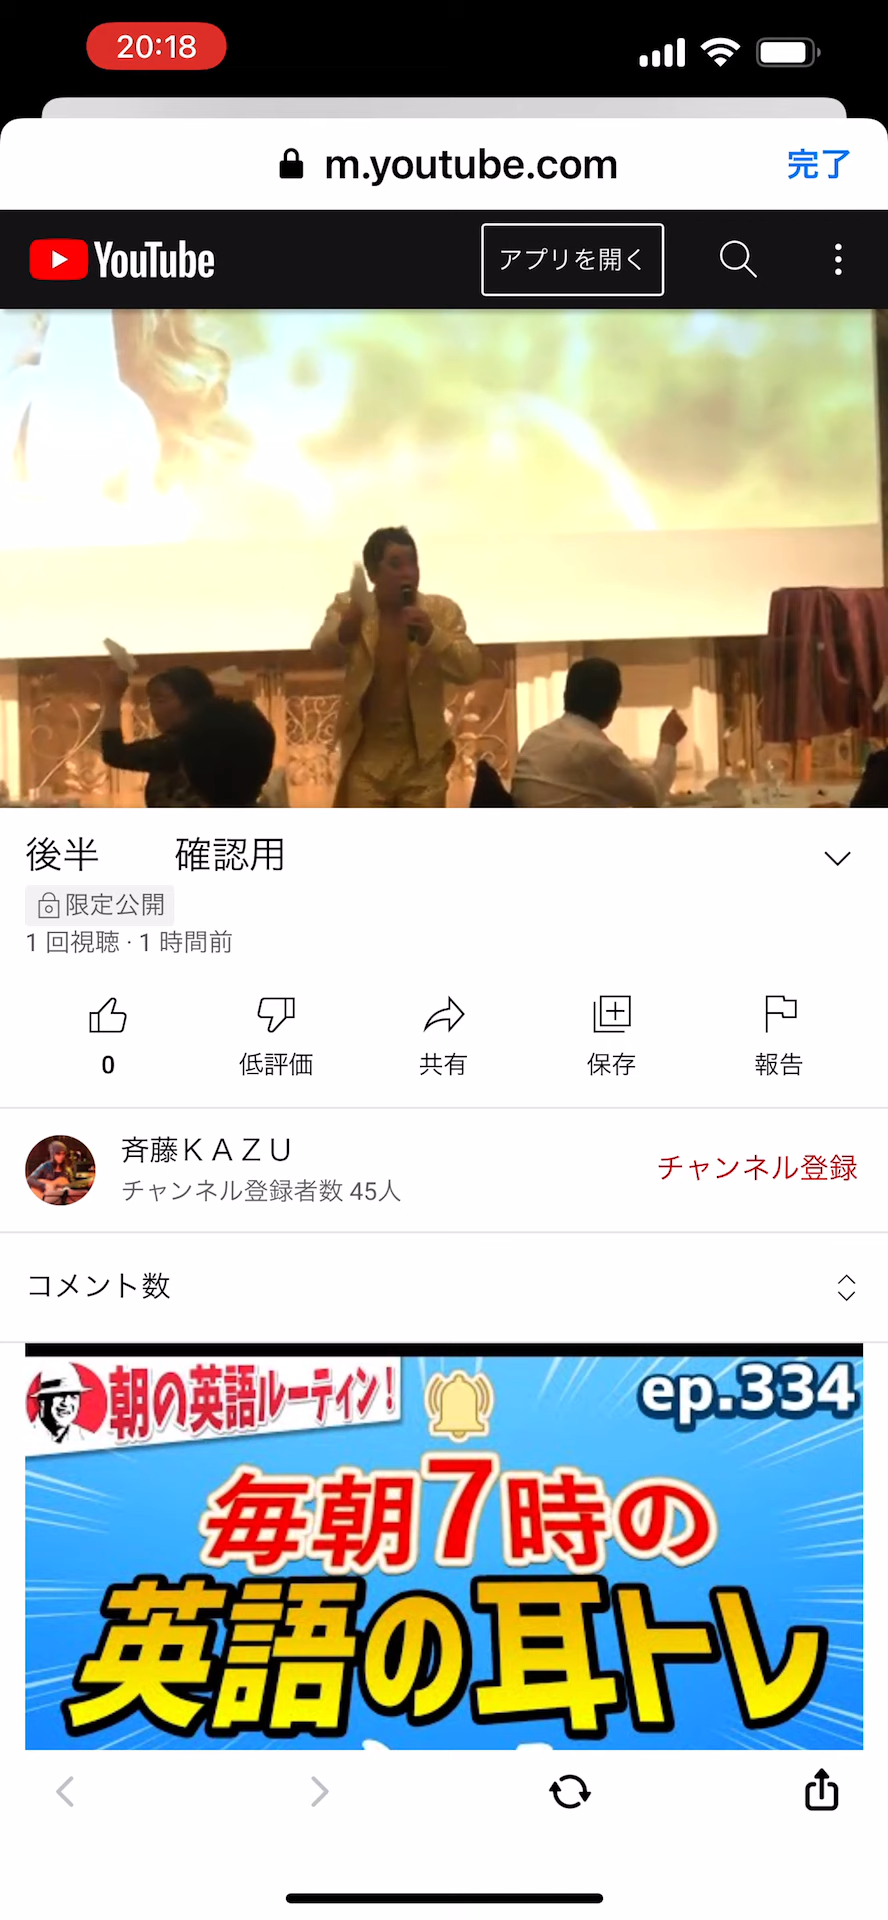 20:18
m.youtube.com
完了
YouTube
アプリを開く
後半　　確認用
限定公開
1 回視聴 · 1 時間前
0
低評価
共有
保存
報告
斉藤ＫＡＺＵ
チャンネル登録者数 45人
チャンネル登録
コメント数
朝の英語ルーティン！
ep.334
毎朝7時の
英語の耳トレ